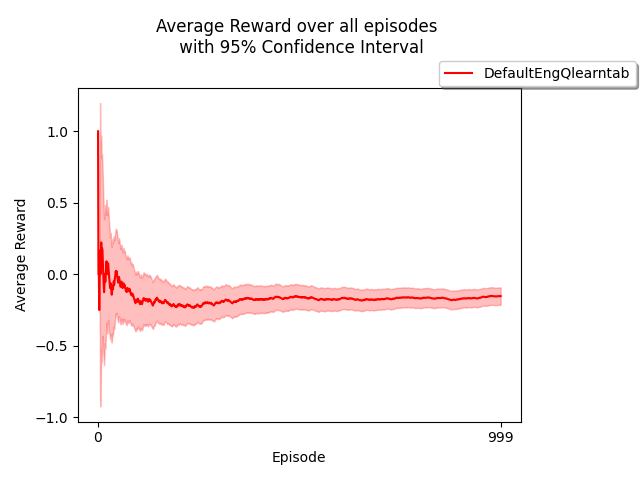 Average Reward over all episodes
with 95% Confidence Interval
DefaultEngQlearntab
1.0
0.5
0.0
−0.5
−1.0
Average Reward
0
999
Episode